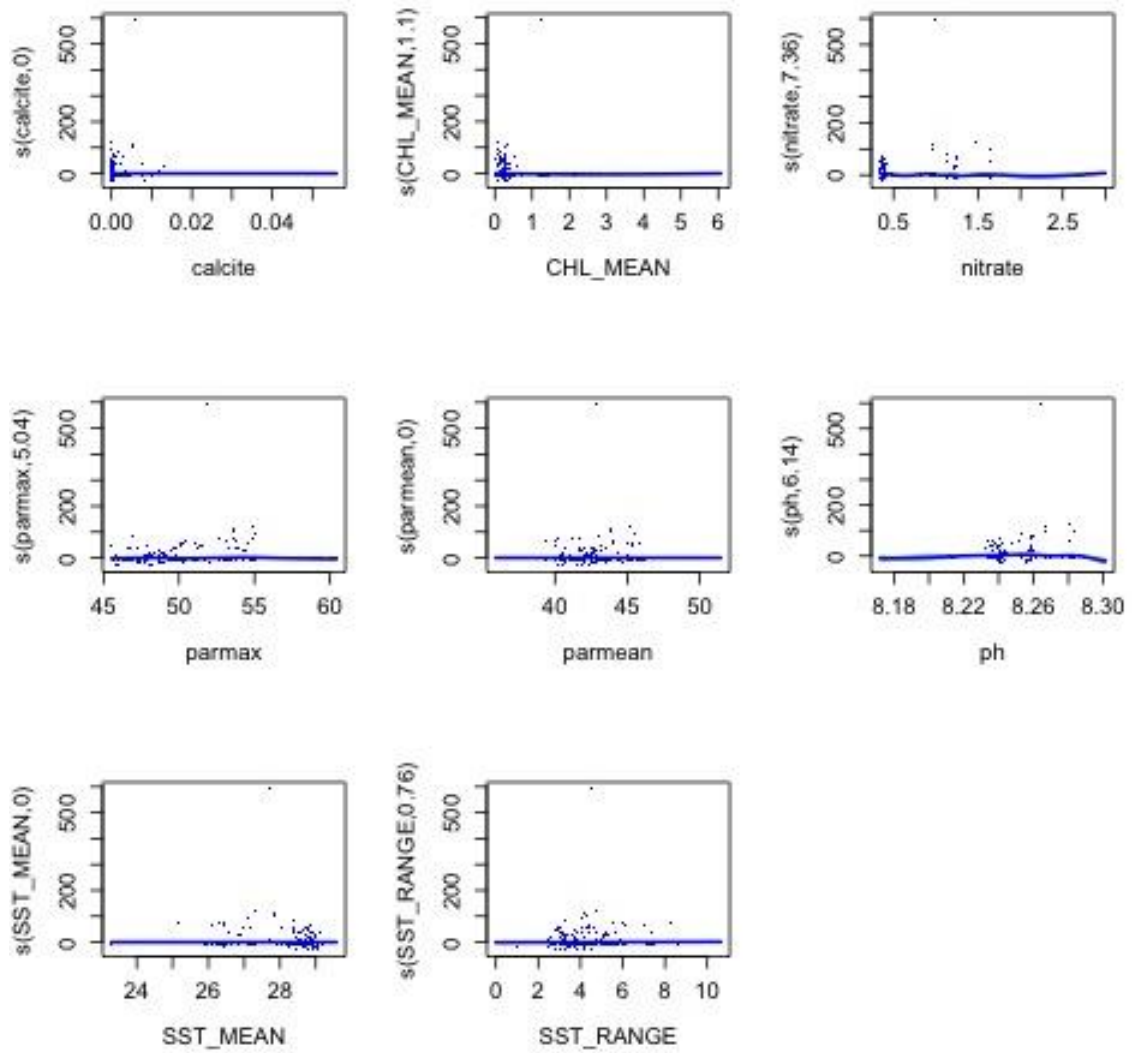 s(calcite,0)
500
200
0
0.00 0.02 0.04
calcite
s(CHL_MEAN,1.1)
500
200
0
0 1 2 3 4 5 6
CHL_MEAN
s(nitrate,7.36)
500
200
0
0.5 1.5 2.5
nitrate
s(parmax,5.04)
500
200
0
45 50 55 60
parmax
s(parmean,0)
500
200
0
40 45 50
parmean
s(ph,6.14)
500
200
0
8.18 8.22 8.26 8.30
ph
s(SST_MEAN,0)
500
200
0
24 26 28
SST_MEAN
s(SST_RANGE,0.76)
500
200
0
0 2 4 6 8 10
SST_RANGE